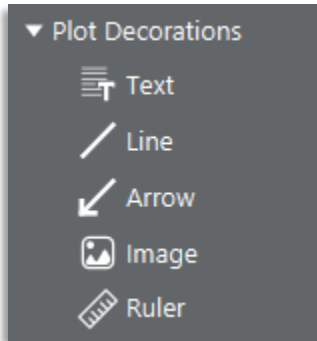 Plot Decorations
Text
Line
Arrow
Image
Ruler